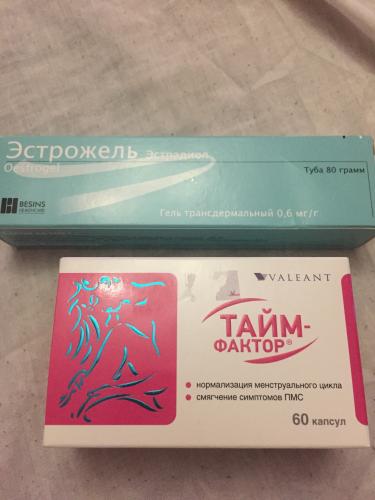 Эстрожель Эстрадиол
Oestrogel
Туба 80 грамм
BESINS
HEALTHCARE
Гель трансдермальный 0,6 мг/г
VALEANT
ТАЙМ-
ФАКТОР®
нормализация менструального цикла
смягчение симптомов ПМС
60 капсул